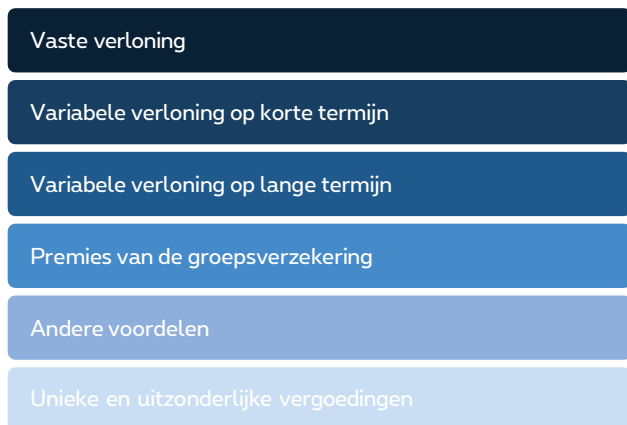 Vaste verloning
Variabele verloning op korte termijn
Variabele verloning op lange termijn
Premies van de groepsverzekering
Andere voordelen
Unieke en uitzonderlijke vergoedingen